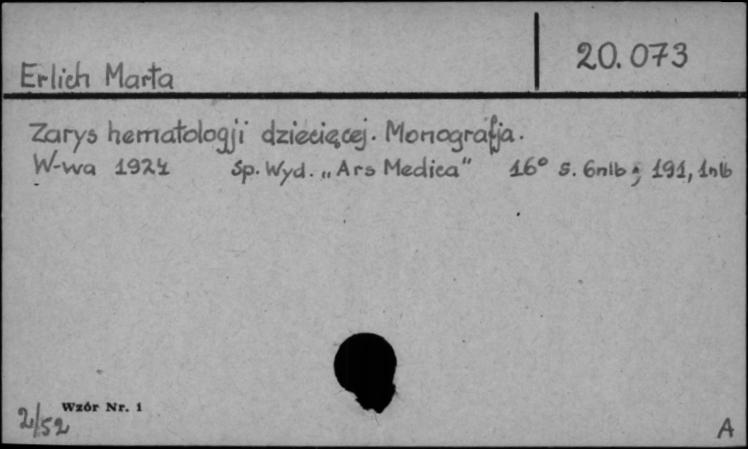 20.073
Erlich Marta
Zarys hematologji dziecięcej. Monografja.
W-wa 1924 Sp. Wyd. „Ars Medica" 16° s. 6nlb; 191, 1nlb
Wzór Nr. 1
2/52
A